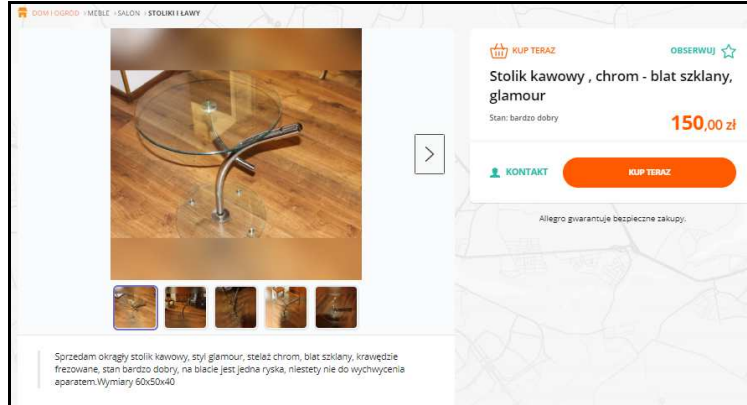 DOM I OGRÓD › MEBLE › SALON › STOLIKI I ŁAWY
KUP TERAZ
OBSERWUJ
Stolik kawowy , chrom - blat szklany,
glamour
Stan: bardzo dobry
150,00 zł
KONTAKT
KUP TERAZ
Allegro gwarantuje bezpieczne zakupy.
Sprzedam okrągły stolik kawowy, styl glamour, stelaż chrom, blat szklany, krawędzie
frezowane, stan bardzo dobry, na blacie jest jedna ryska, niestety nie do wychwycenia
aparatem.Wymiary 60x50x40